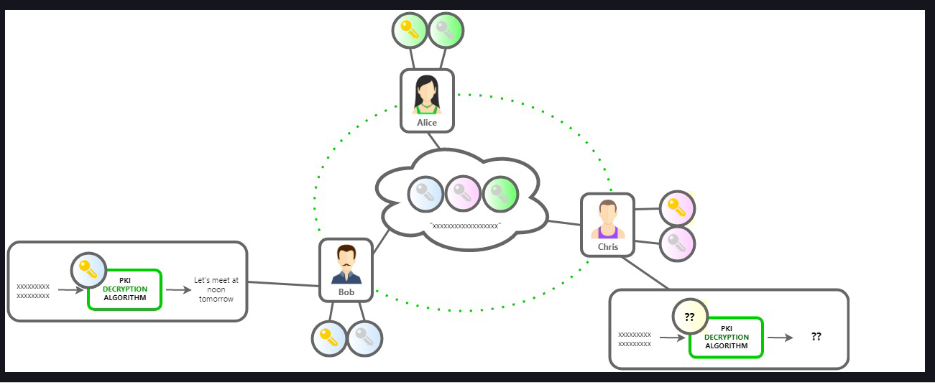 Alice
"xxxxxxxxxxxxxxxxx"
Chris
Bob
xxxxxxxxx
xxxxxxxxx
PKI
DECRYPTION
ALGORITHM
Let's meet at
noon
tomorrow
??
xxxxxxxxx
xxxxxxxxx
PKI
DECRYPTION
ALGORITHM
??